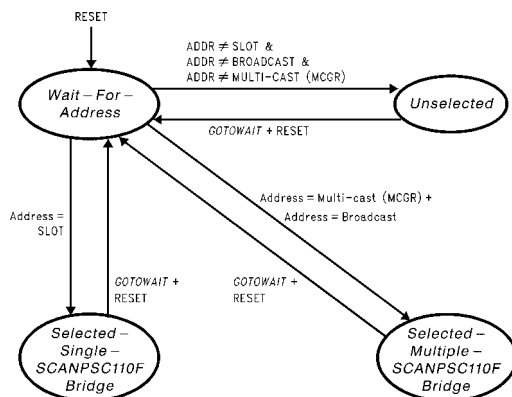 RESET
ADDR ≠ SLOT &
ADDR ≠ BROADCAST &
ADDR ≠ MULTI-CAST (MCGR)
Wait-For-
Address
Unselected
GOTOWAIT + RESET
Address = Multi-cast (MCGR) +
Address = Broadcast
Address =
SLOT
GOTOWAIT +
RESET
GOTOWAIT +
RESET
Selected-
Single-
SCANPSC110F
Bridge
Selected-
Multiple-
SCANPSC110F
Bridge